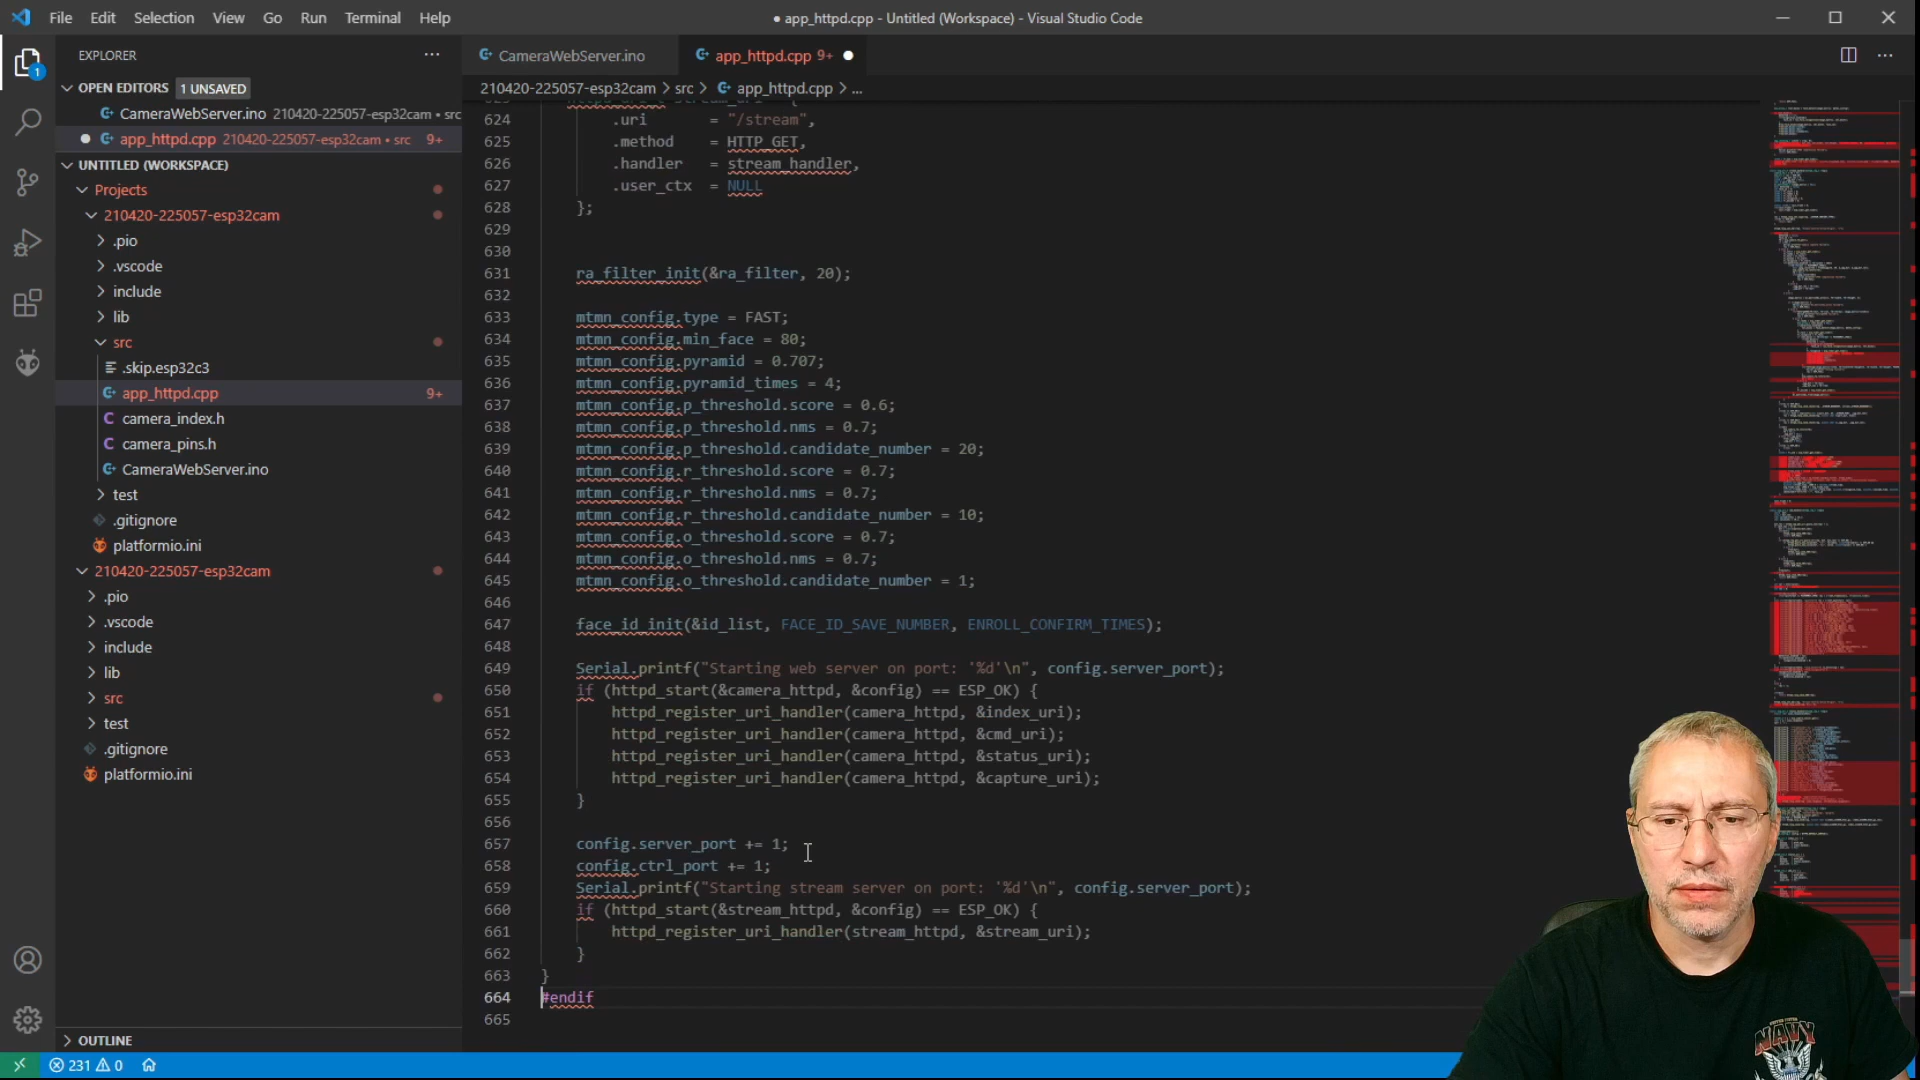 File Edit Selection View Go Run Terminal Help
● app_httpd.cpp - Untitled (Workspace) - Visual Studio Code
EXPLORER
OPEN EDITORS 1 UNSAVED
CameraWebServer.ino 210420-225057-esp32cam • src
app_httpd.cpp 210420-225057-esp32cam • src 9+
UNTITLED (WORKSPACE)
Projects
210420-225057-esp32cam
.pio
.vscode
include
lib
src
.skip.esp32c3
app_httpd.cpp 9+
camera_index.h
camera_pins.h
CameraWebServer.ino
test
.gitignore
platformio.ini
210420-225057-esp32cam
.pio
.vscode
include
lib
src
test
.gitignore
platformio.ini
OUTLINE
1
231 0
CameraWebServer.ino
app_httpd.cpp 9+
210420-225057-esp32cam > src > app_httpd.cpp > ...
624 .uri = "/stream",
625 .method = HTTP_GET,
626 .handler = stream_handler,
627 .user_ctx = NULL
628 };
629
630
631 ra_filter_init(&ra_filter, 20);
632
633 mtmn_config.type = FAST;
634 mtmn_config.min_face = 80;
635 mtmn_config.pyramid = 0.707;
636 mtmn_config.pyramid_times = 4;
637 mtmn_config.p_threshold.score = 0.6;
638 mtmn_config.p_threshold.nms = 0.7;
639 mtmn_config.p_threshold.candidate_number = 20;
640 mtmn_config.r_threshold.score = 0.7;
641 mtmn_config.r_threshold.nms = 0.7;
642 mtmn_config.r_threshold.candidate_number = 10;
643 mtmn_config.o_threshold.score = 0.7;
644 mtmn_config.o_threshold.nms = 0.7;
645 mtmn_config.o_threshold.candidate_number = 1;
646
647 face_id_init(&id_list, FACE_ID_SAVE_NUMBER, ENROLL_CONFIRM_TIMES);
648
649 Serial.printf("Starting web server on port: '%d'\n", config.server_port);
650 if (httpd_start(&camera_httpd, &config) == ESP_OK) {
651 httpd_register_uri_handler(camera_httpd, &index_uri);
652 httpd_register_uri_handler(camera_httpd, &cmd_uri);
653 httpd_register_uri_handler(camera_httpd, &status_uri);
654 httpd_register_uri_handler(camera_httpd, &capture_uri);
655 }
656
657 config.server_port += 1;
658 config.ctrl_port += 1;
659 Serial.printf("Starting stream server on port: '%d'\n", config.server_port);
660 if (httpd_start(&stream_httpd, &config) == ESP_OK) {
661 httpd_register_uri_handler(stream_httpd, &stream_uri);
662 }
663 }
664 #endif
665
NAVY